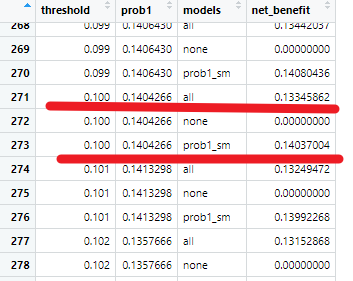 threshold prob1 models net_benefit
268 0.099 0.1406430 all 0.13442037
269 0.099 0.1406430 none 0.00000000
270 0.099 0.1406430 prob1_sm 0.14080436
271 0.100 0.1404266 all 0.13345862
272 0.100 0.1404266 none 0.00000000
273 0.100 0.1404266 prob1_sm 0.14037004
274 0.101 0.1413298 all 0.13249472
275 0.101 0.1413298 none 0.00000000
276 0.101 0.1413298 prob1_sm 0.13992268
277 0.102 0.1357666 all 0.13152868
278 0.102 0.1357666 none 0.00000000